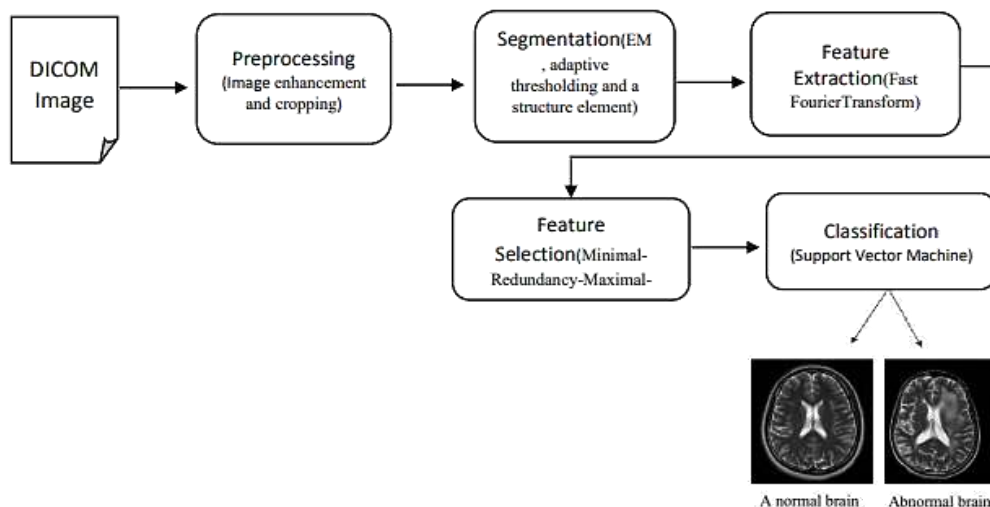 DICOM
Image
Preprocessing
(Image enhancement
and cropping)
Segmentation(EM
, adaptive
thresholding and a
structure element)
Feature
Extraction(Fast
FourierTransform)
Feature
Selection(Minimal-
Redundancy-Maximal-
Classification
(Support Vector Machine)
A normal brain
Abnormal brain